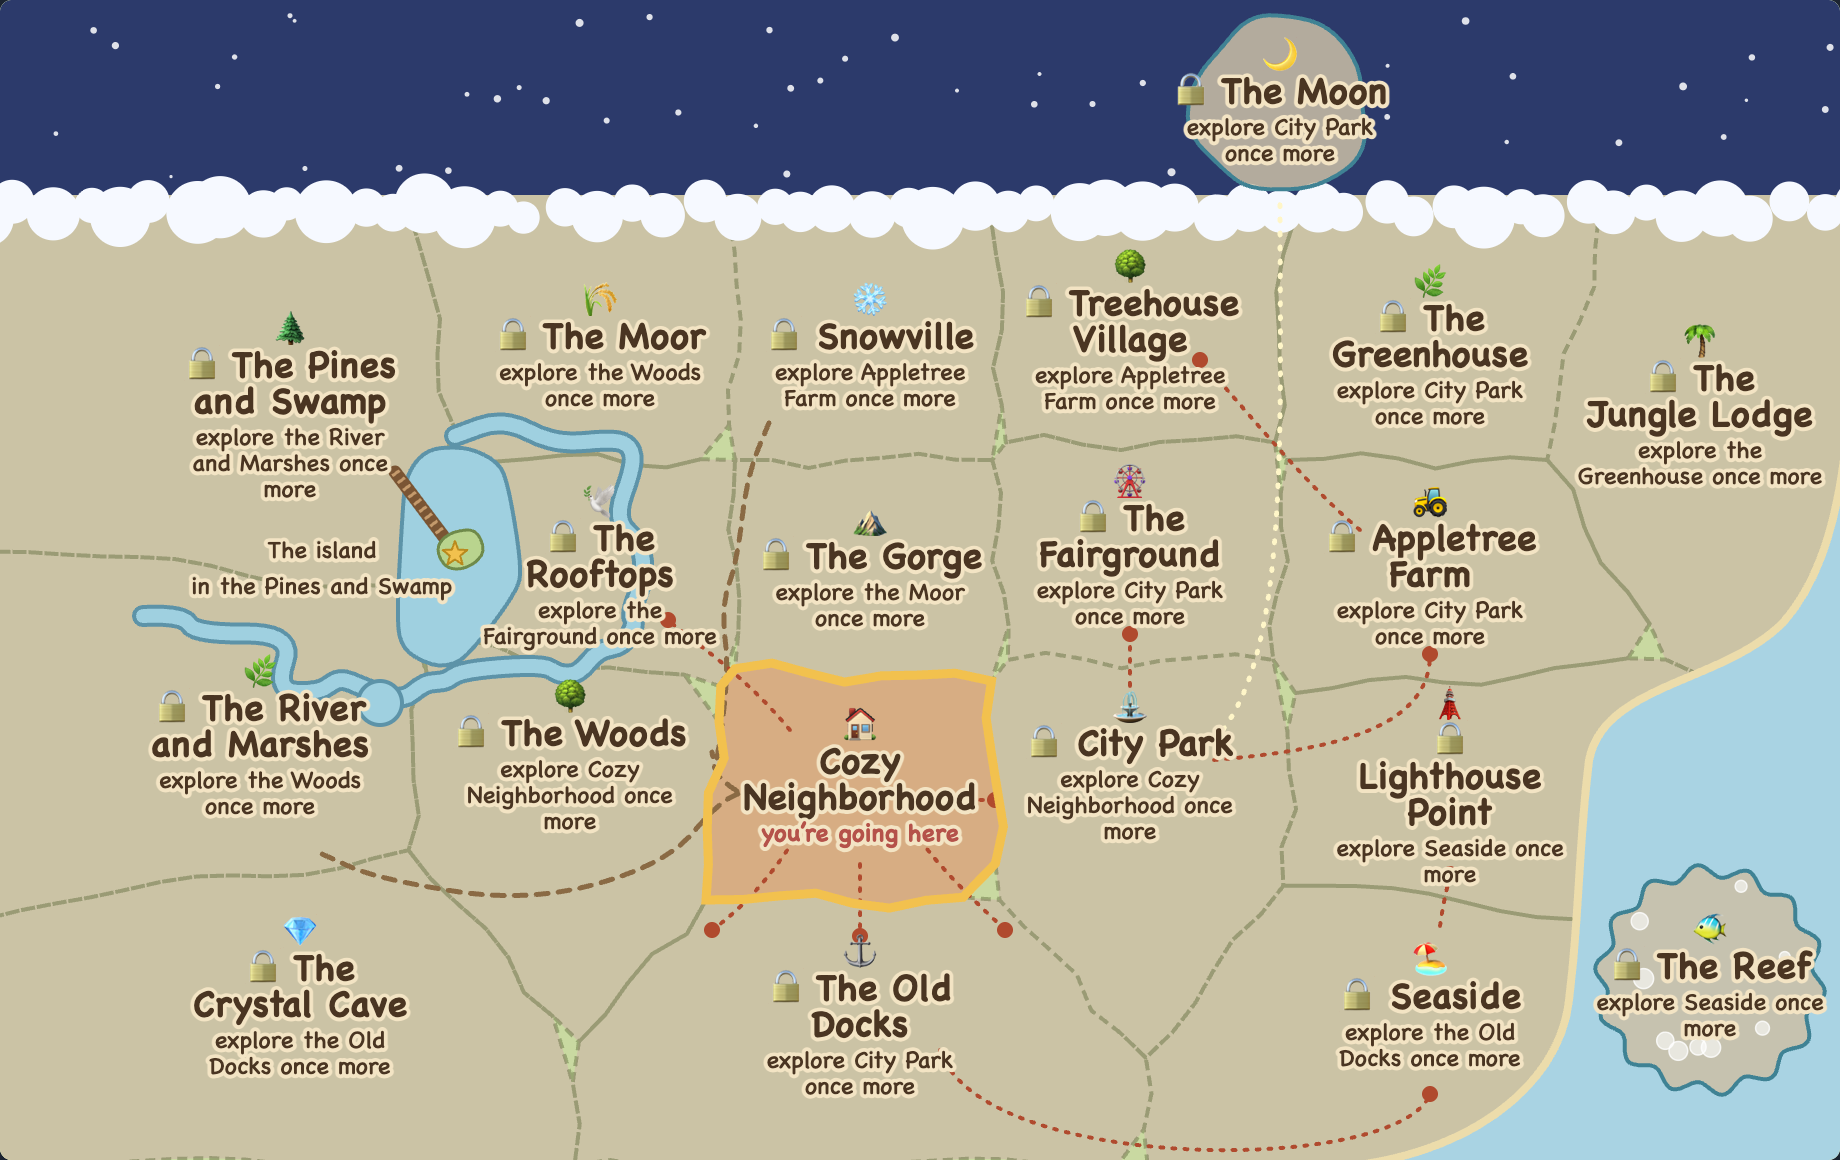 The Moon
explore City Park
once more
The Pines
and Swamp
explore the River
and Marshes once
more
The Moor
explore the Woods
once more
Snowville
explore Appletree
Farm once more
Treehouse
Village
explore Appletree
Farm once more
The
Greenhouse
explore City Park
once more
The
Jungle Lodge
explore the
Greenhouse once more
The island
in the Pines and Swamp
The
Rooftops
explore the
Fairground once more
The Gorge
explore the Moor
once more
The
Fairground
explore City Park
once more
Appletree
Farm
explore City Park
once more
The River
and Marshes
explore the Woods
once more
The Woods
explore Cozy
Neighborhood once
more
Cozy
Neighborhood
you're going here
City Park
explore Cozy
Neighborhood once
more
Lighthouse
Point
explore Seaside once
more
The
Crystal Cave
explore the Old
Docks once more
The Old
Docks
explore City Park
once more
Seaside
explore the Old
Docks once more
The Reef
explore Seaside once
more